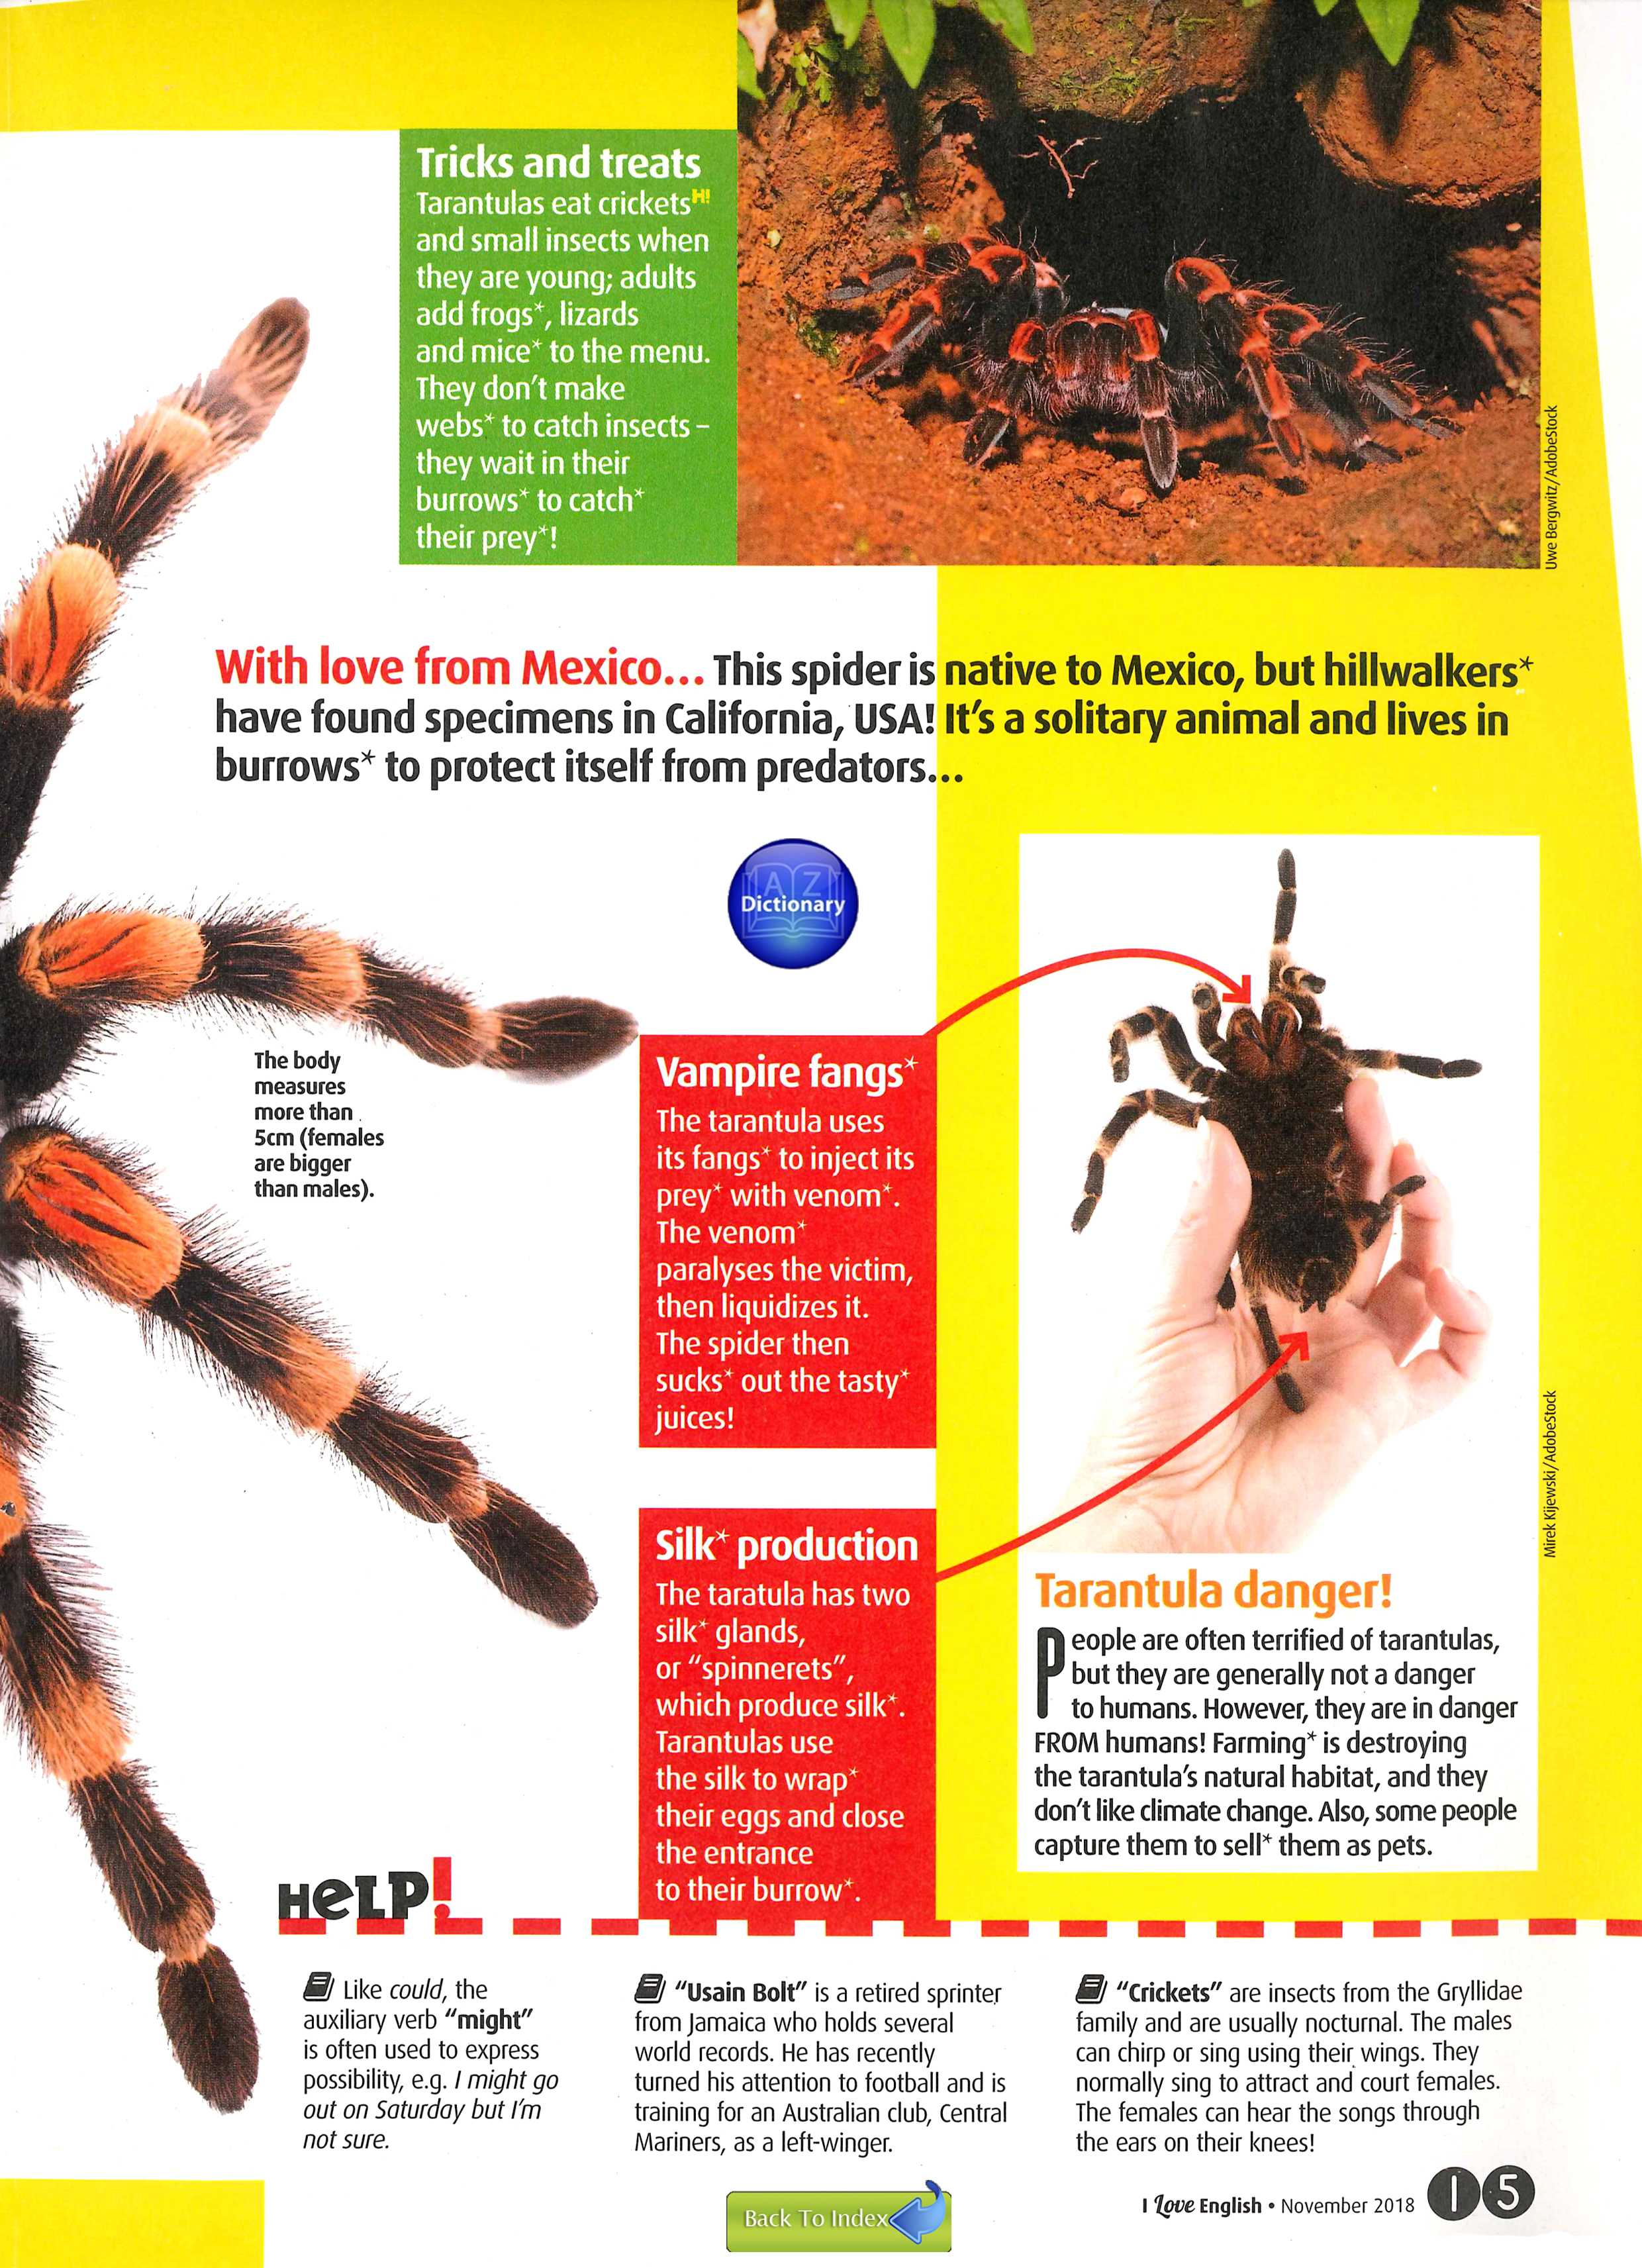 Tricks and treats
Tarantulas eat cricketsH!
and small insects when
they are young; adults
add frogs*, lizards
and mice* to the menu.
They don't make
webs* to catch insects –
they wait in their
burrows* to catch*
their prey*!
Uwe Bergwitz/AdobeStock
With love from Mexico... This spider is native to Mexico, but hillwalkers*
have found specimens in California, USA! It's a solitary animal and lives in
burrows* to protect itself from predators...
A Z
Dictionary
The body
measures
more than
5cm (females
are bigger
than males).
Vampire fangs*
The tarantula uses
its fangs* to inject its
prey* with venom*.
The venom*
paralyses the victim,
then liquidizes it.
The spider then
sucks* out the tasty*
juices!
Silk* production
The taratula has two
silk* glands,
or "spinnerets",
which produce silk*.
Tarantulas use
the silk to wrap*
their eggs and close
the entrance
to their burrow*.
Mirek Kijewski/AdobeStock
Tarantula danger!
People are often terrified of tarantulas,
but they are generally not a danger
to humans. However, they are in danger
FROM humans! Farming* is destroying
the tarantula's natural habitat, and they
don't like climate change. Also, some people
capture them to sell* them as pets.
HeLP!
Like could, the
auxiliary verb "might"
is often used to express
possibility, e.g. I might go
out on Saturday but I'm
not sure.
"Usain Bolt" is a retired sprinter
from Jamaica who holds several
world records. He has recently
turned his attention to football and is
training for an Australian club, Central
Mariners, as a left-winger.
"Crickets" are insects from the Gryllidae
family and are usually nocturnal. The males
can chirp or sing using their wings. They
normally sing to attract and court females.
The females can hear the songs through
the ears on their knees!
Back To Index
I Love English • November 2018 15